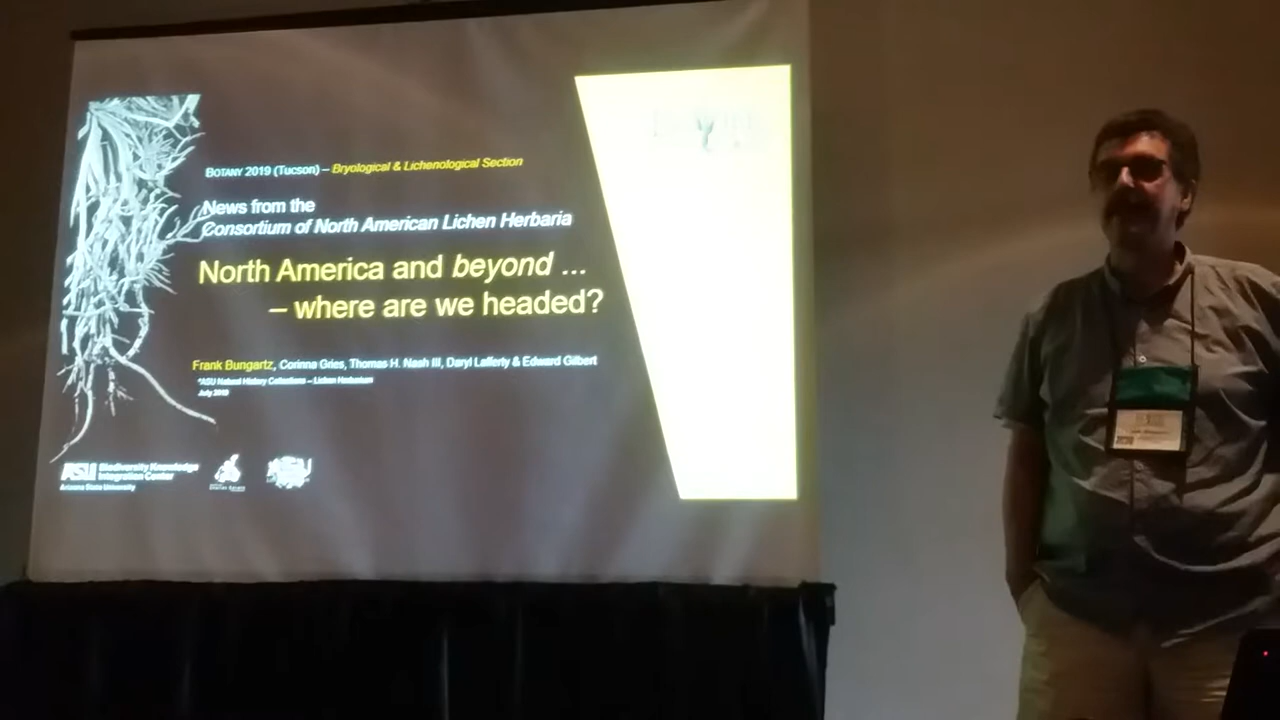 BOTANY 2019 (Tucson) – Bryological & Lichenological Section
News from the
Consortium of North American Lichen Herbaria
North America and beyond ...
– where are we headed?
Frank Bungartz, Corinna Gries, Thomas H. Nash III, Daryl Lafferty & Edward Gilbert
*ASU Natural History Collections – Lichen Herbarium
July 2019
ASU Biodiversity Knowledge
Integration Center
Arizona State University